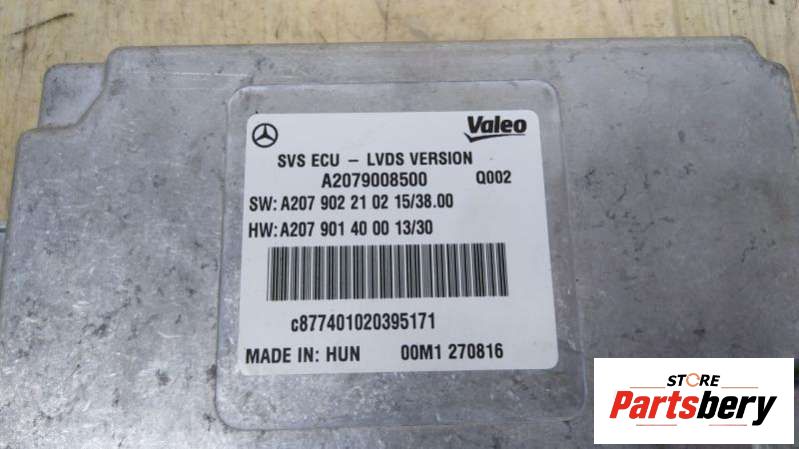 Valeo
SVS ECU – LVDS VERSION
A2079008500 Q002
SW: A207 902 21 02 15/38.00
HW: A207 901 40 00 13/30
c877401020395171
MADE IN: HUN 00M1 270816
STORE
Partsbery